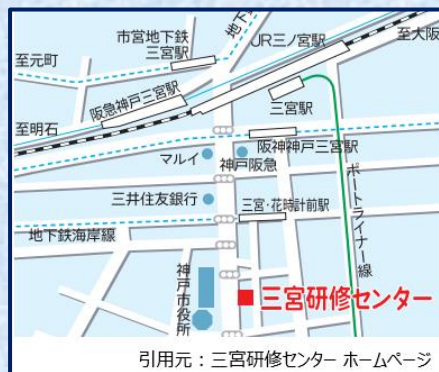 市営地下鉄
三宮駅
地下
JR三ノ宮駅
至大阪
至元町
阪急神戸三宮駅
三宮駅
至明石
阪神神戸三宮駅
マルイ
神戸阪急
三井住友銀行
三宮・花時計前駅
ポートライナー線
地下鉄海岸線
神戸市役所
三宮研修センター
引用元：三宮研修センター ホームページ